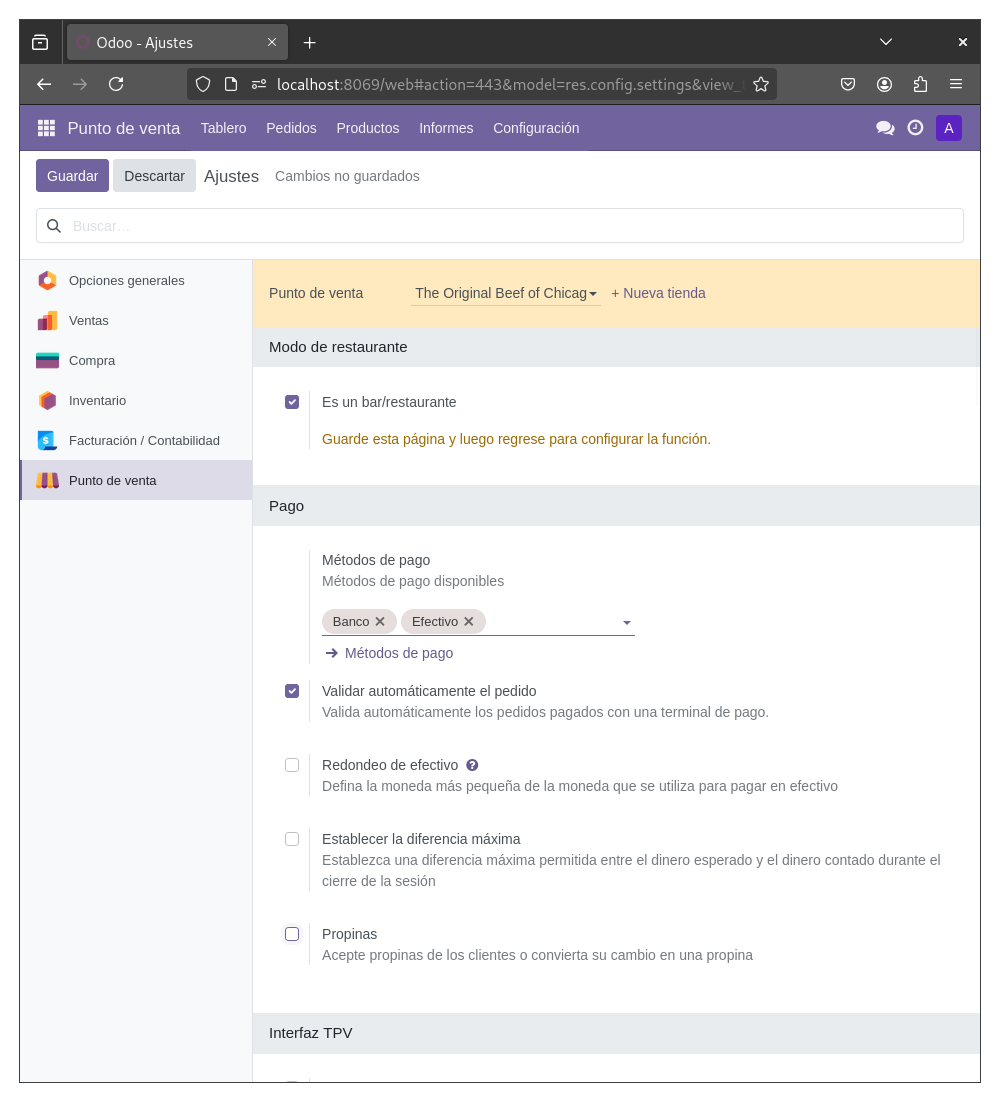 Odoo - Ajustes
localhost:8069/web#action=443&model=res.config.settings&view_
Punto de venta Tablero Pedidos Productos Informes Configuración A
Guardar Descartar Ajustes Cambios no guardados
Buscar...
Opciones generales
Ventas
Compra
Inventario
Facturación / Contabilidad
Punto de venta
Punto de venta The Original Beef of Chicag + Nueva tienda
Modo de restaurante
Es un bar/restaurante
Guarde esta página y luego regrese para configurar la función.
Pago
Métodos de pago
Métodos de pago disponibles
Banco Efectivo
Métodos de pago
Validar automáticamente el pedido
Valida automáticamente los pedidos pagados con una terminal de pago.
Redondeo de efectivo
Defina la moneda más pequeña de la moneda que se utiliza para pagar en efectivo
Establecer la diferencia máxima
Establezca una diferencia máxima permitida entre el dinero esperado y el dinero contado durante el
cierre de la sesión
Propinas
Acepte propinas de los clientes o convierta su cambio en una propina
Interfaz TPV